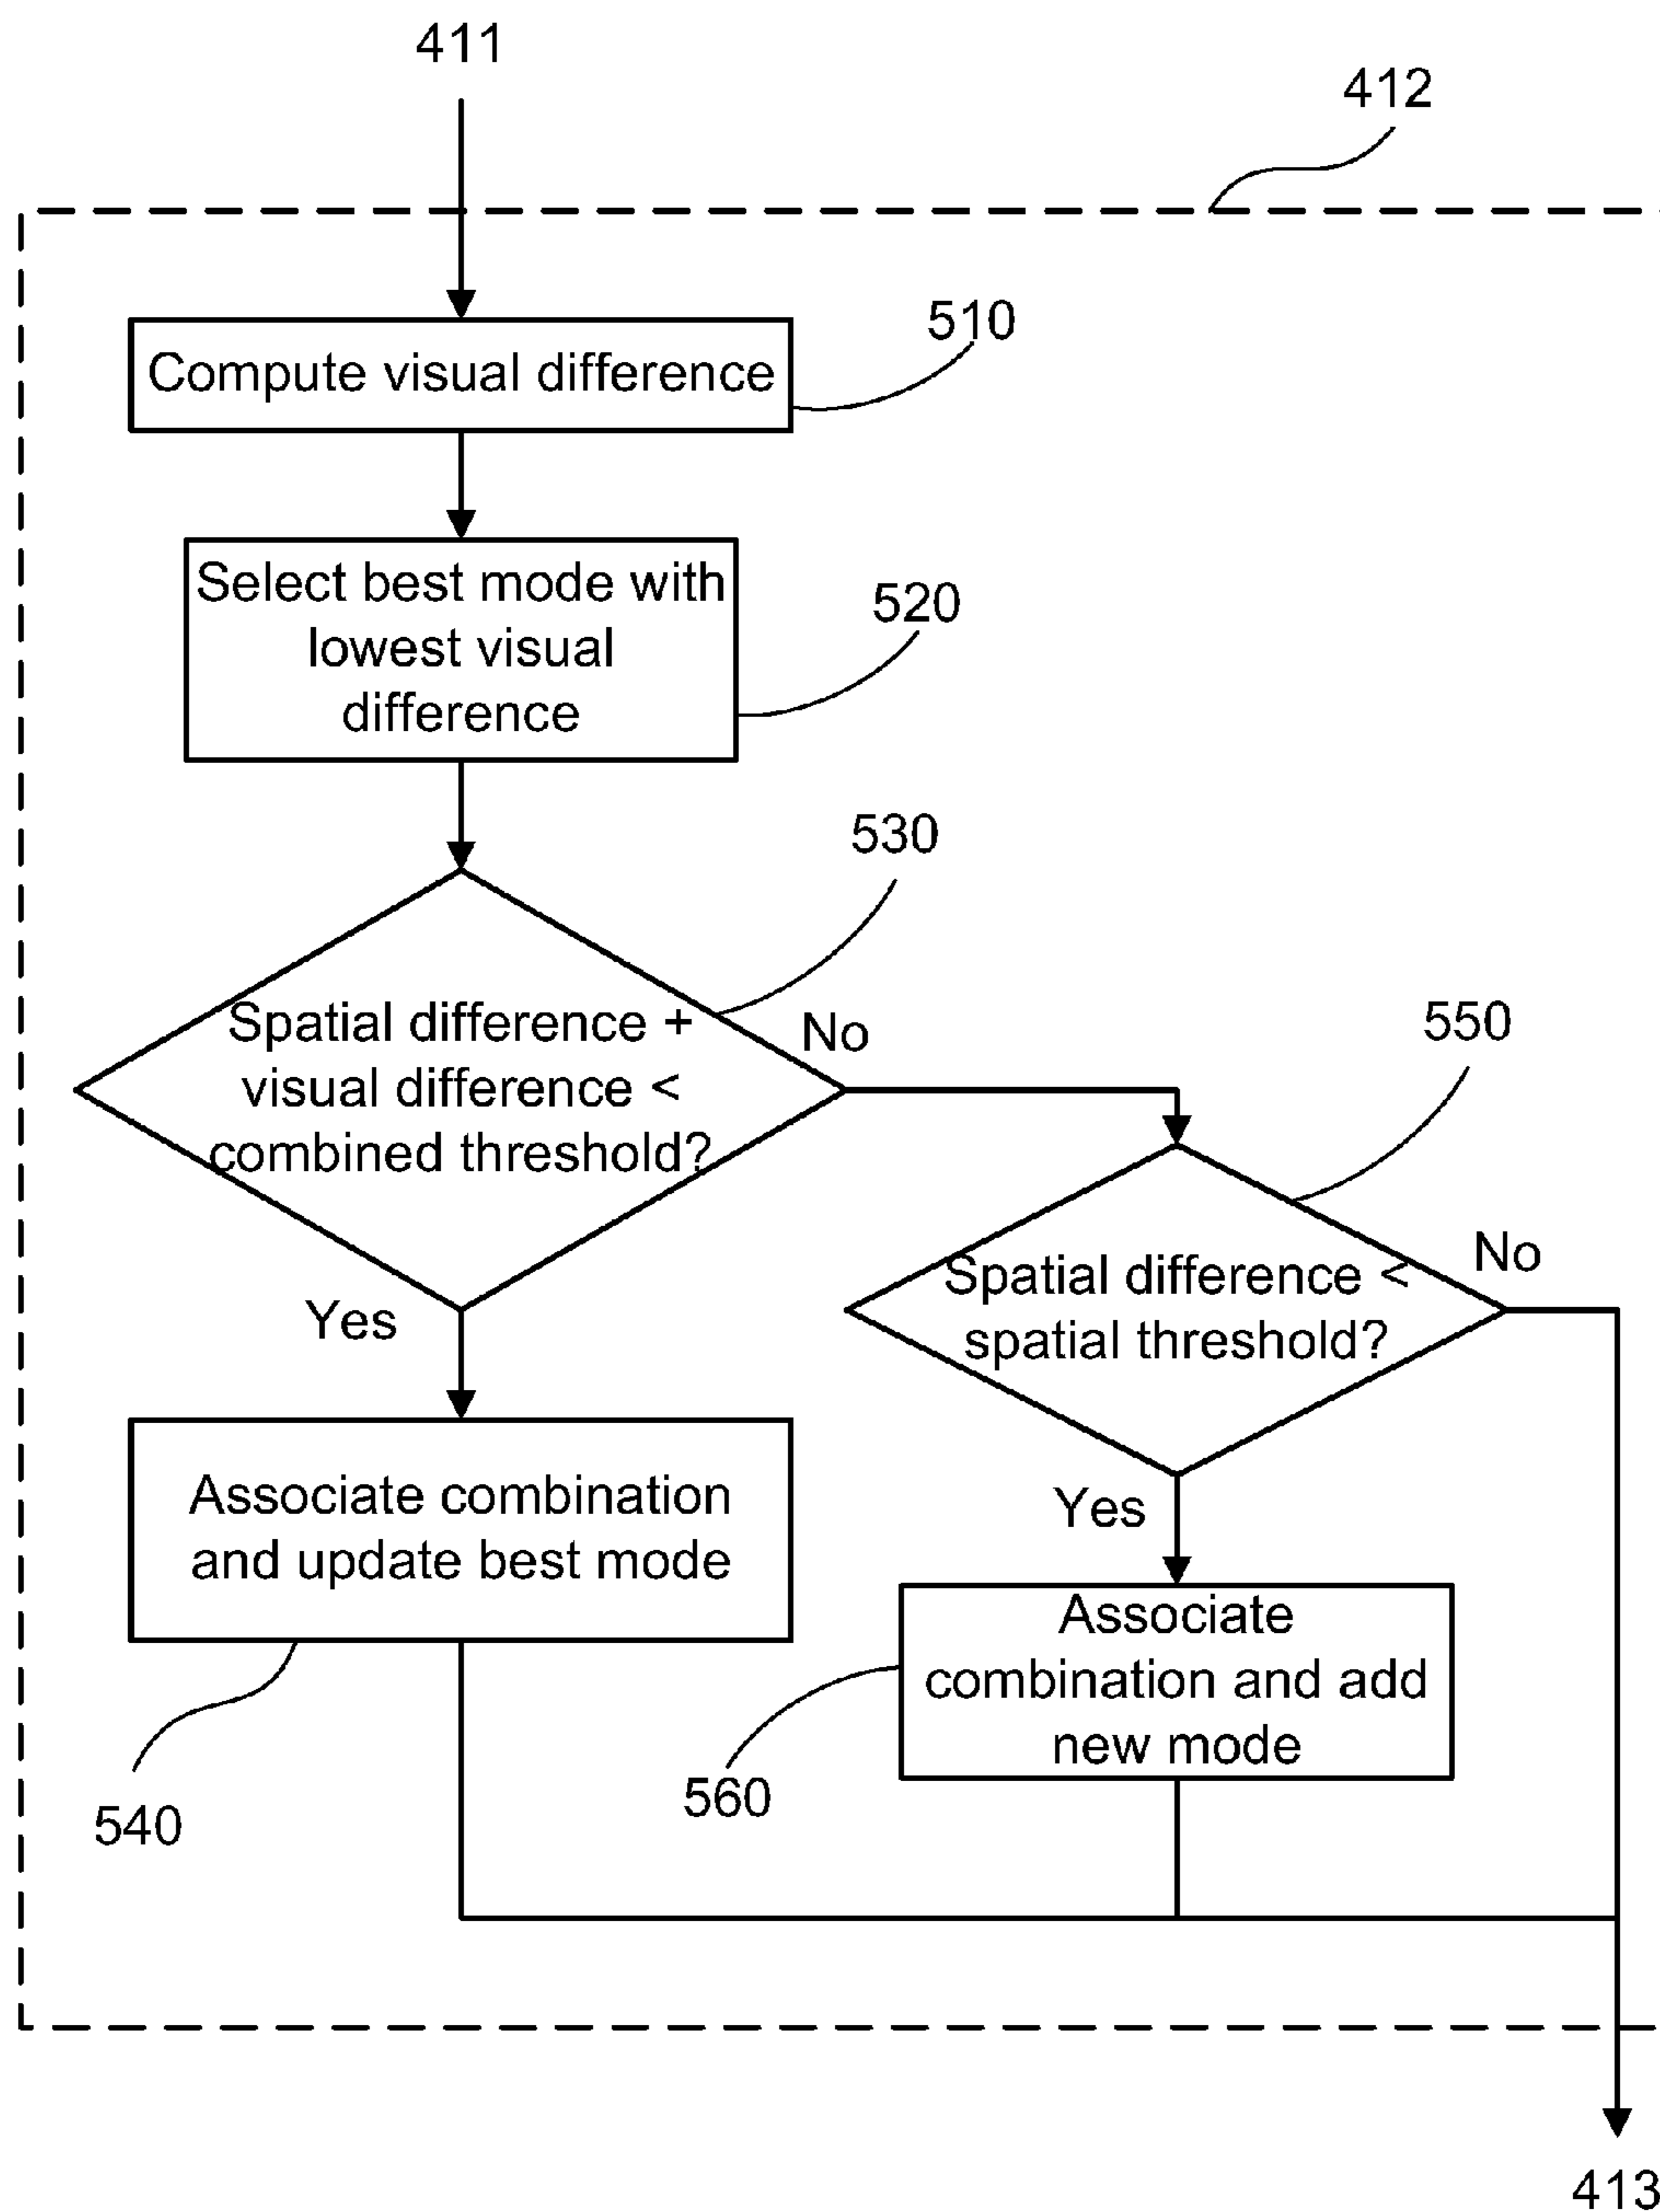 411
412
Compute visual difference
510
Select best mode with
lowest visual
difference
520
530
Spatial difference +
visual difference <
combined threshold?
No
550
Spatial difference <
spatial threshold?
No
Yes
Associate combination
and update best mode
Yes
Associate
combination and add
new mode
540
560
413